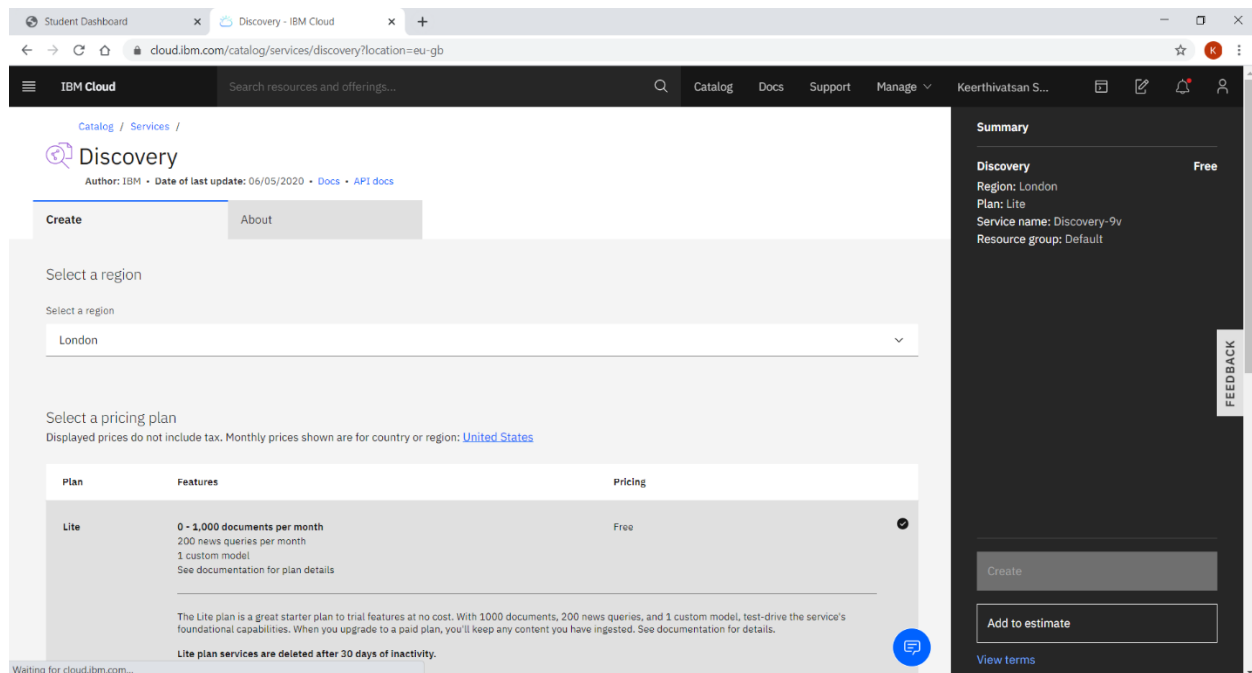 Student Dashboard
Discovery - IBM Cloud
cloud.ibm.com/catalog/services/discovery?location=eu-gb
K
IBM Cloud
Search resources and offerings...
Catalog
Docs
Support
Manage
Keerthivatsan S...
Catalog / Services /
Discovery
Author: IBM • Date of last update: 06/05/2020 • Docs • API docs
Create
About
Select a region
Select a region
London
Select a pricing plan
Displayed prices do not include tax. Monthly prices shown are for country or region: United States
Plan Features Pricing
Lite 0 - 1,000 documents per month Free
200 news queries per month
1 custom model
See documentation for plan details
The Lite plan is a great starter plan to trial features at no cost. With 1000 documents, 200 news queries, and 1 custom model, test-drive the service's
foundational capabilities. When you upgrade to a paid plan, you'll keep any content you have ingested. See documentation for details.
Lite plan services are deleted after 30 days of inactivity.
Waiting for cloud.ibm.com...
Summary
Discovery Free
Region: London
Plan: Lite
Service name: Discovery-9v
Resource group: Default
FEEDBACK
Create
Add to estimate
View terms